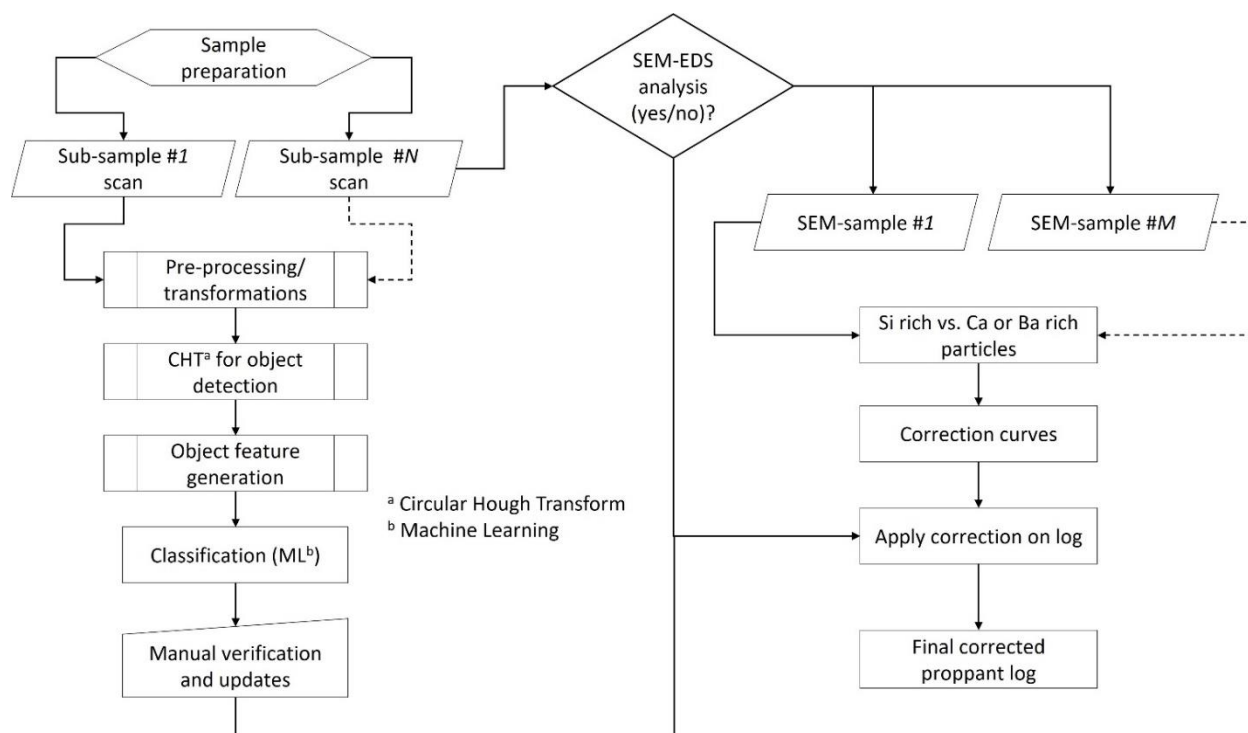 Sample
preparation
Sub-sample #1
scan
Sub-sample #N
scan
Pre-processing/
transformations
CHTᵃ for object
detection
Object feature
generation
Classification (MLᵇ)
Manual verification
and updates
ᵃ Circular Hough Transform
ᵇ Machine Learning
SEM-EDS
analysis
(yes/no)?
SEM-sample #1
SEM-sample #M
Si rich vs. Ca or Ba rich
particles
Correction curves
Apply correction on log
Final corrected
proppant log